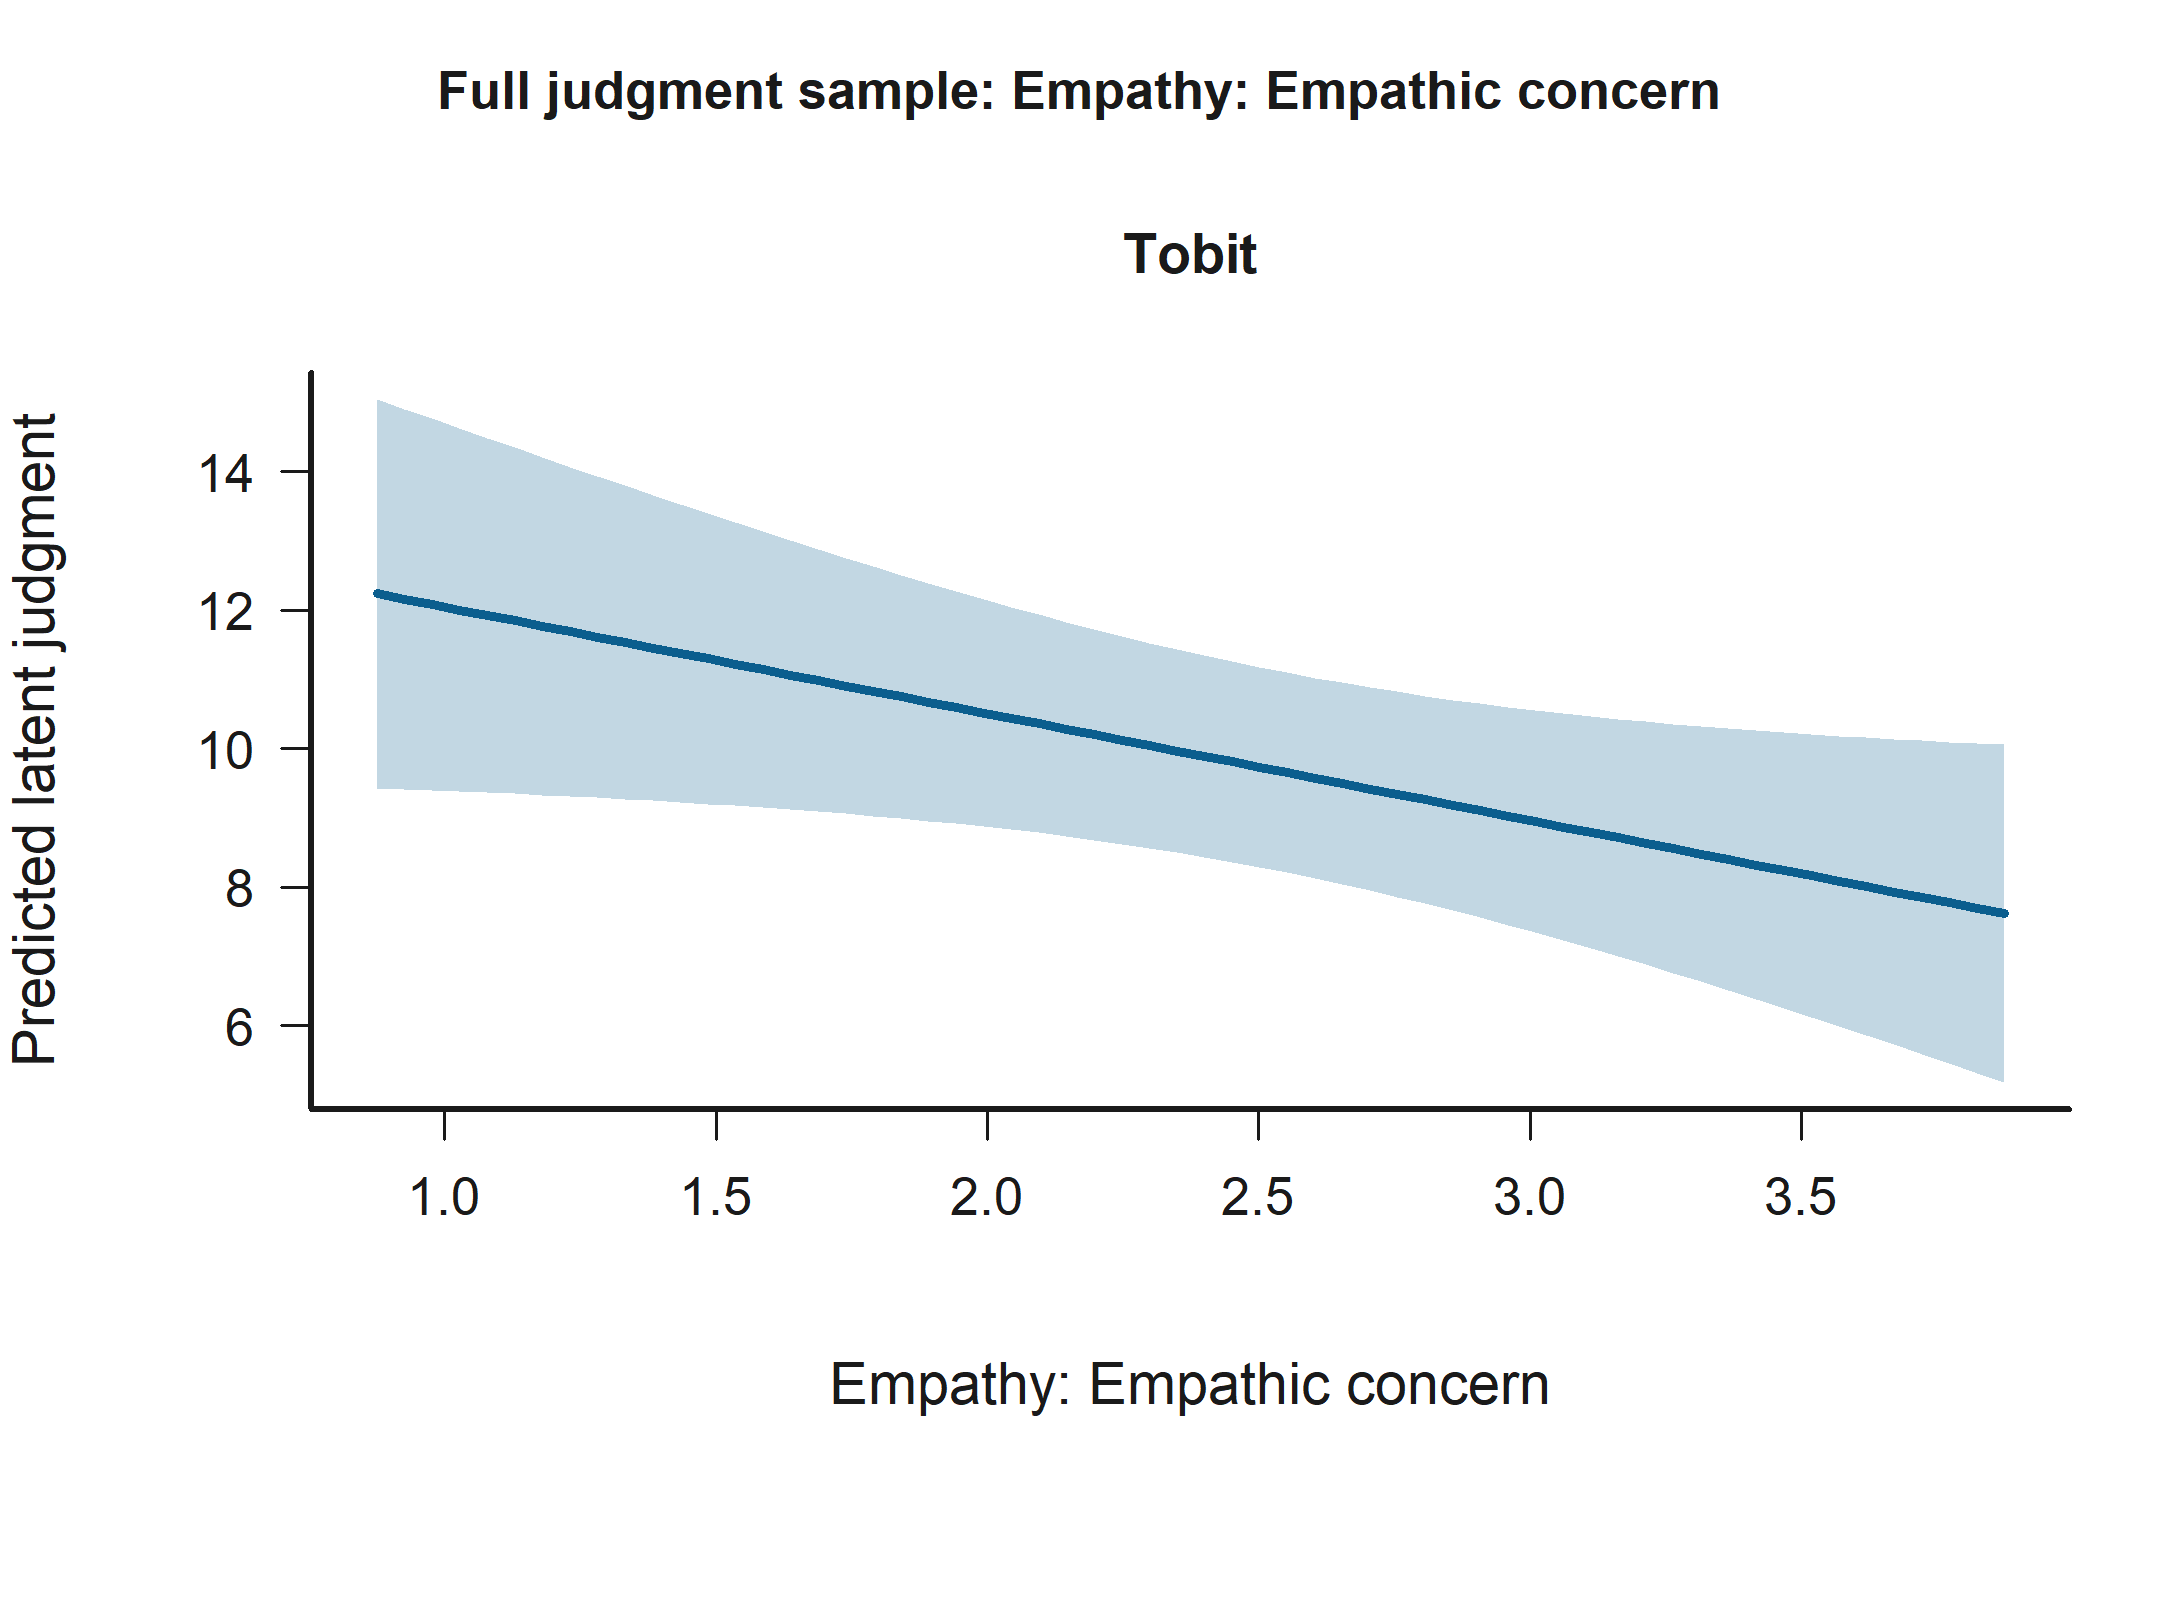 Full judgment sample: Empathy: Empathic concern
Tobit
Predicted latent judgment
14
12
10
8
6
1.0 1.5 2.0 2.5 3.0 3.5
Empathy: Empathic concern